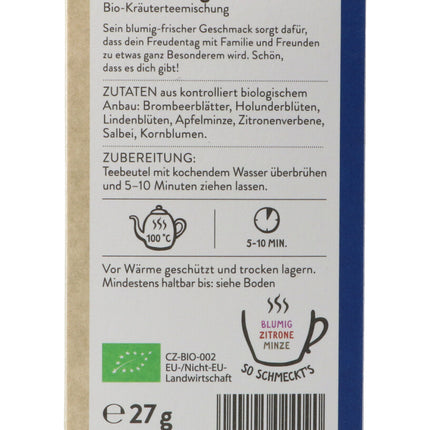 Bio-Kräuterteemischung
Sein blumig-frischer Geschmack sorgt dafür,
dass dein Freudentag mit Familie und Freunden
zu etwas ganz Besonderem wird. Schön,
dass es dich gibt!
ZUTATEN aus kontrolliert biologischem
Anbau: Brombeerblätter, Holunderblüten,
Lindenblüten, Apfelminze, Zitronenverbene,
Salbei, Kornblumen.
ZUBEREITUNG:
Teebeutel mit kochendem Wasser überbrühen
und 5–10 Minuten ziehen lassen.
100 °C
5-10 MIN.
Vor Wärme geschützt und trocken lagern.
Mindestens haltbar bis: siehe Boden
BLUMIG
ZITRONE
MINZE
SO SCHMECKT'S
CZ-BIO-002
EU-/Nicht-EU-
Landwirtschaft
℮ 27 g